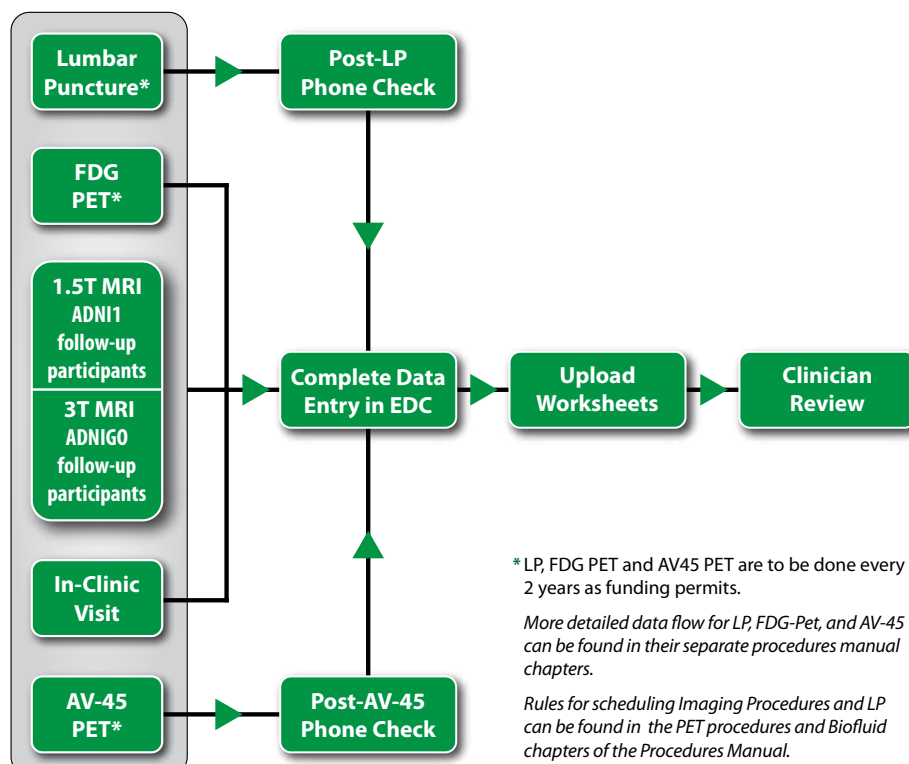 Lumbar
Puncture*
Post-LP
Phone Check
FDG
PET*
1.5T MRI
ADNI1
follow-up
participants
3T MRI
ADNIGO
follow-up
participants
Complete Data
Entry in EDC
Upload
Worksheets
Clinician
Review
In-Clinic
Visit
AV-45
PET*
Post-AV-45
Phone Check
*LP, FDG PET and AV45 PET are to be done every
2 years as funding permits.
More detailed data flow for LP, FDG-Pet, and AV-45
can be found in their separate procedures manual
chapters.
Rules for scheduling Imaging Procedures and LP
can be found in the PET procedures and Biofluid
chapters of the Procedures Manual.